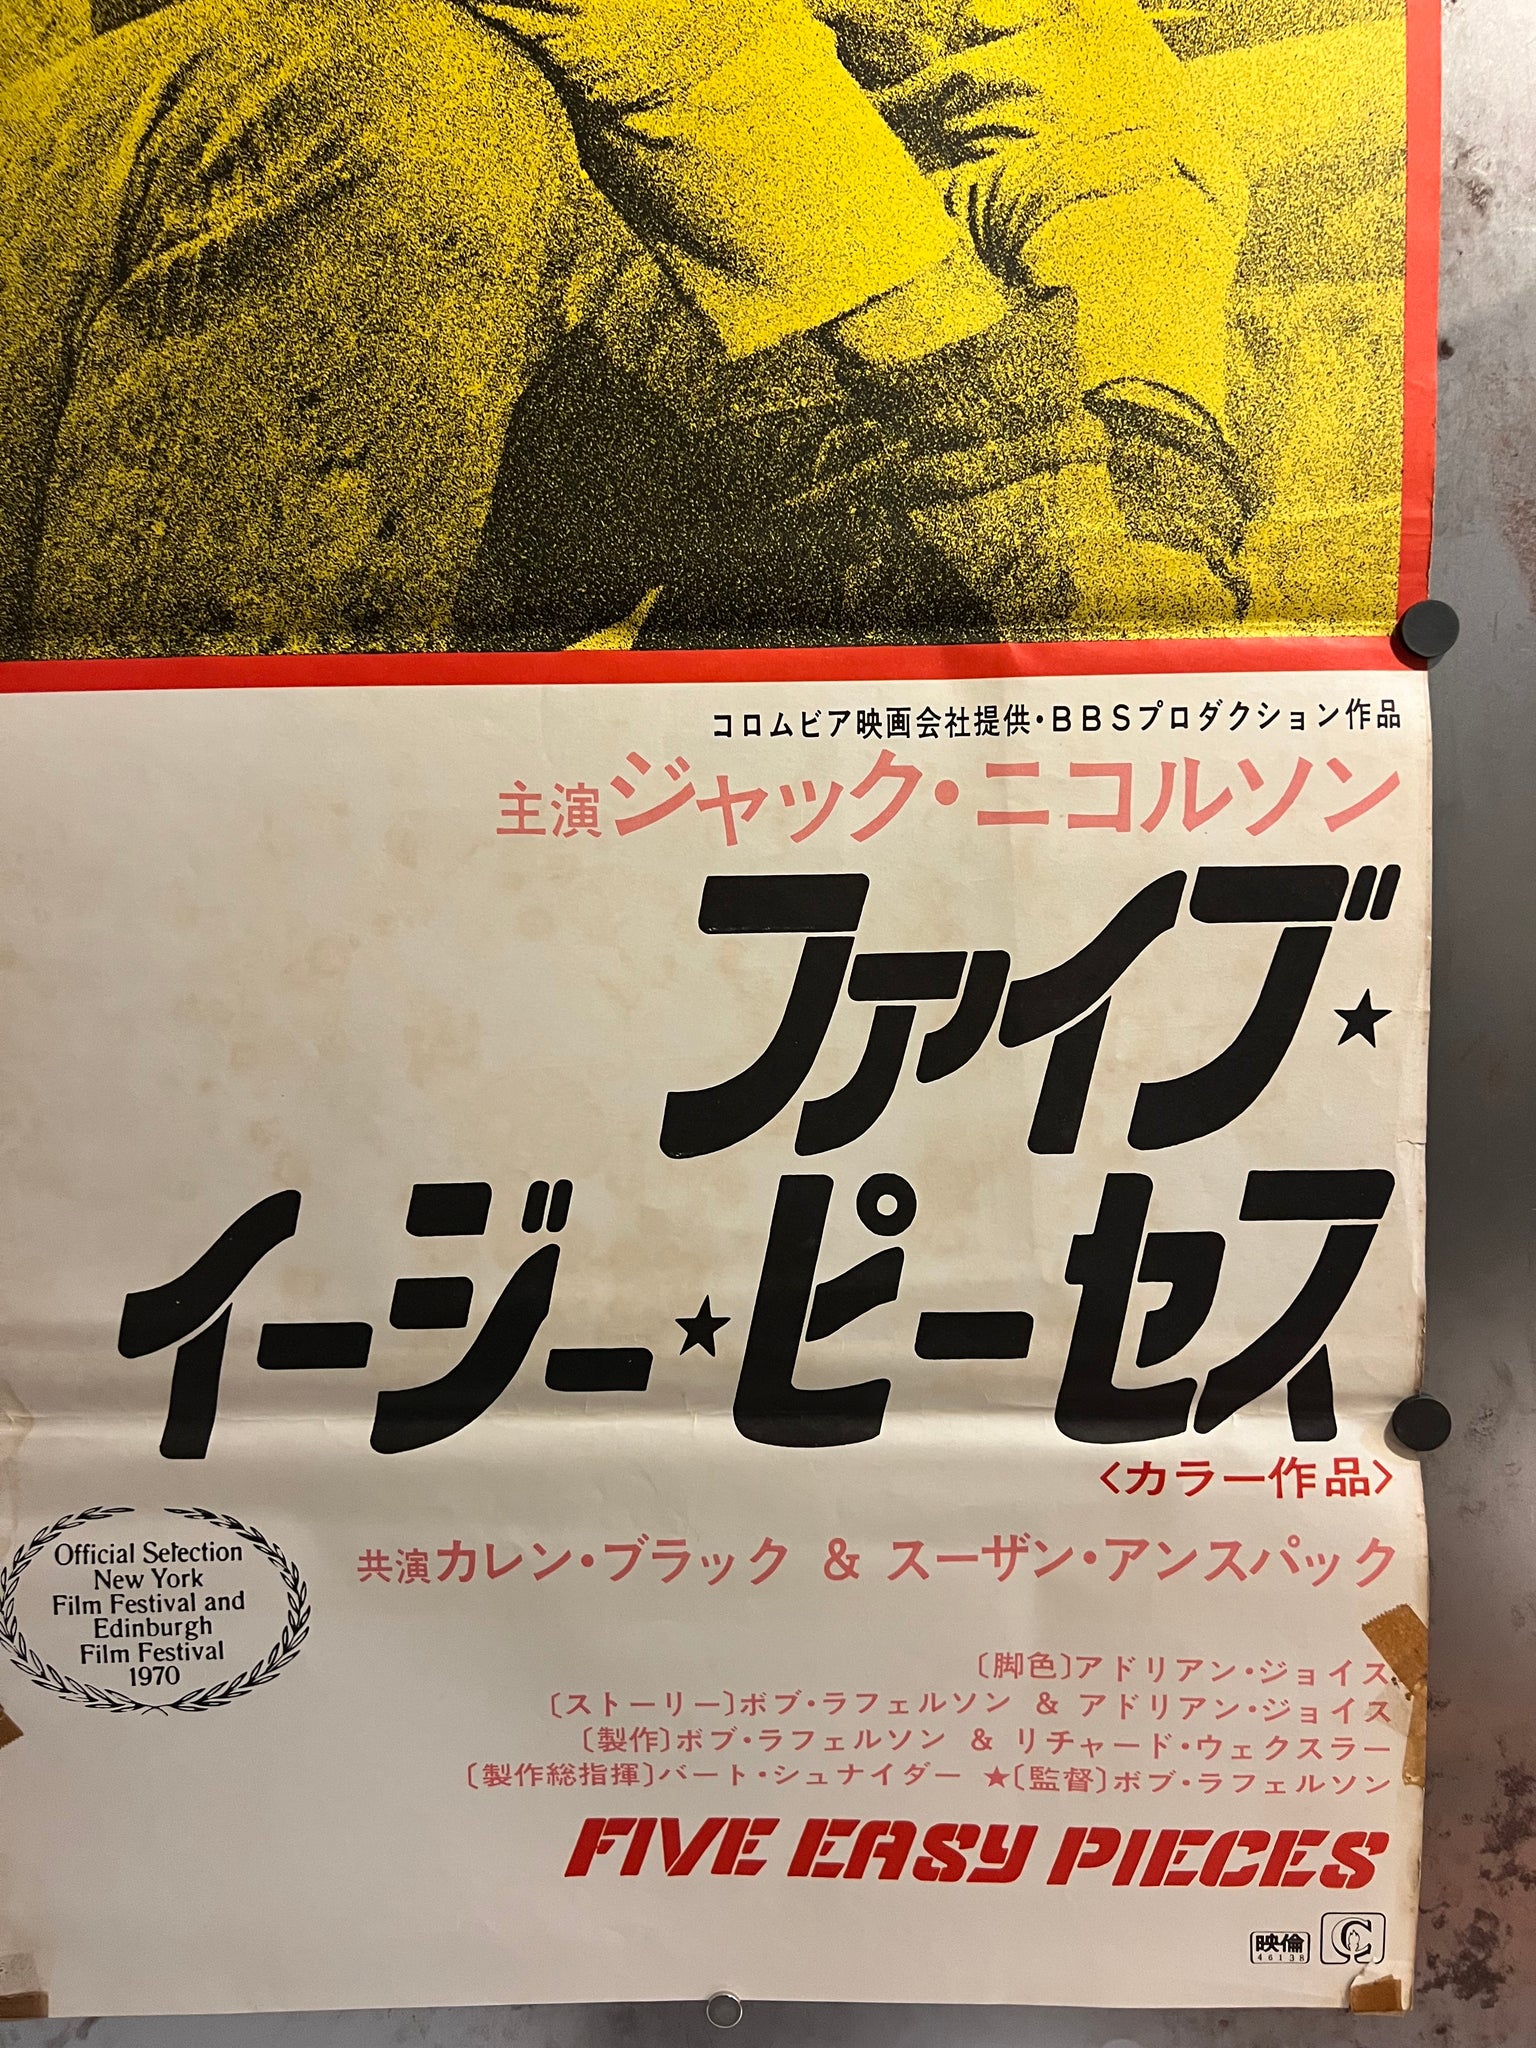 コロムビア映画会社提供・BBSプロダクション作品
主演ジャック・ニコルソン
ファイブ★
イージー★ピーセス
<カラー作品>
共演カレン・ブラック & スーザン・アンスパック
Official Selection
New York
Film Festival and
Edinburgh
Film Festival
1970
〔脚色〕アドリアン・ジョイス
〔ストーリー〕ボブ・ラフェルソン & アドリアン・ジョイス
〔製作〕ボブ・ラフェルソン & リチャード・ウェクスラー
〔製作総指揮〕バート・シュナイダー ★〔監督〕ボブ・ラフェルソン
FIVE EASY PIECES
映倫
46138
C